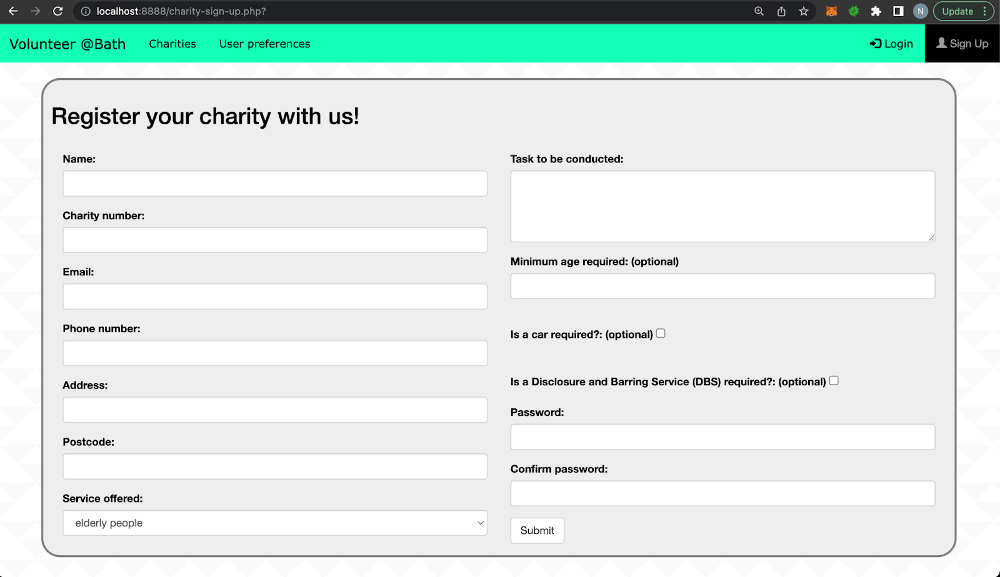 localhost:8888/charity-sign-up.php?
N
Update
Volunteer @Bath
Charities
User preferences
Login
Sign Up
Register your charity with us!
Name:
Charity number:
Email:
Phone number:
Address:
Postcode:
Service offered:
elderly people
Task to be conducted:
Minimum age required: (optional)
Is a car required?: (optional)
Is a Disclosure and Barring Service (DBS) required?: (optional)
Password:
Confirm password:
Submit